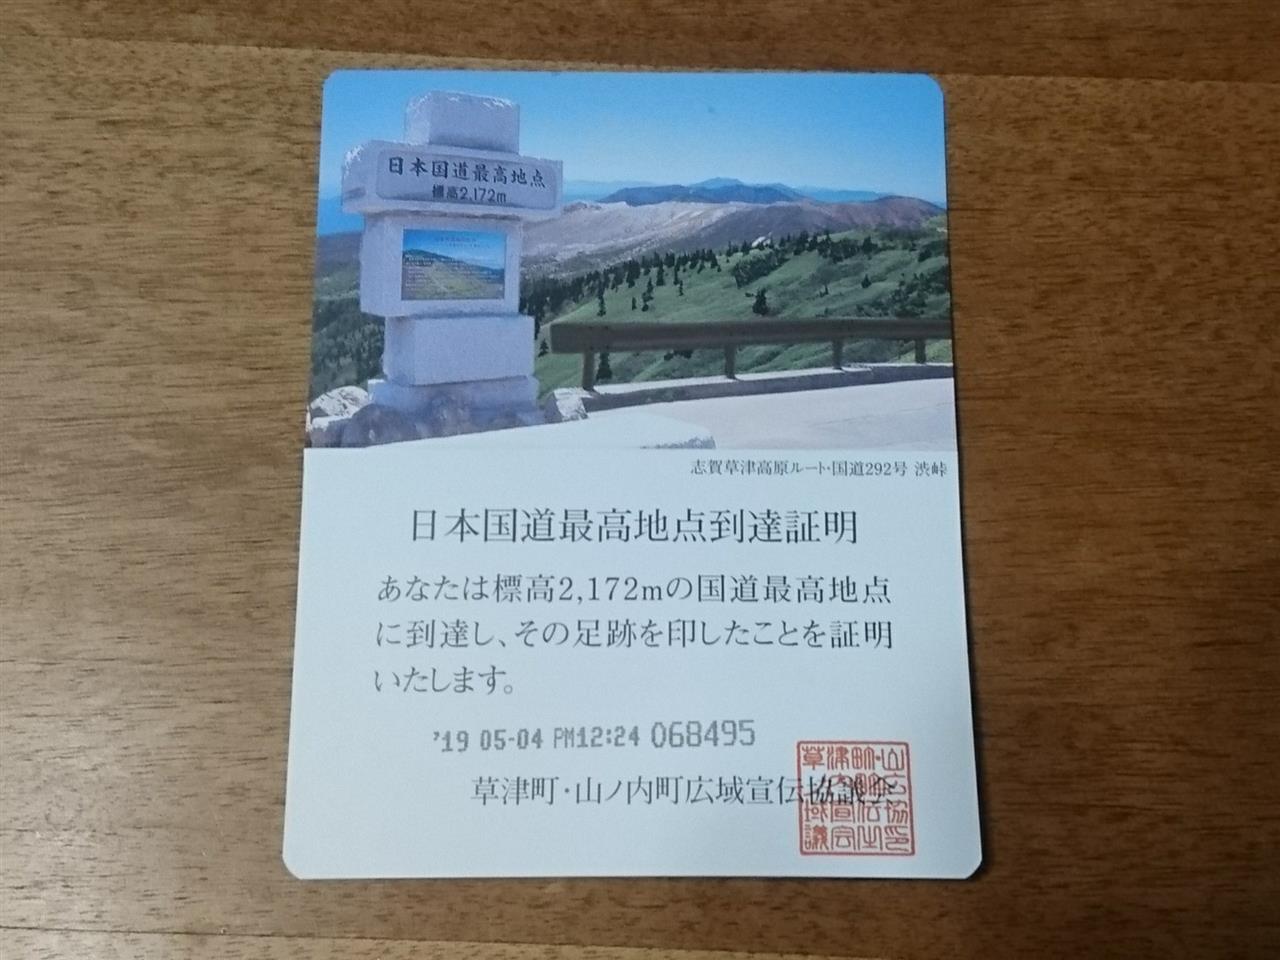 日本国道最高地点
標高2,172m
志賀草津高原ルート・国道292号 渋峠
日本国道最高地点到達証明
あなたは標高2,172mの国道最高地点
に到達し、その足跡を印したことを証明
いたします。
'19 05-04 PM12:24 068495
草津町・山ノ内町広域宣伝協議会